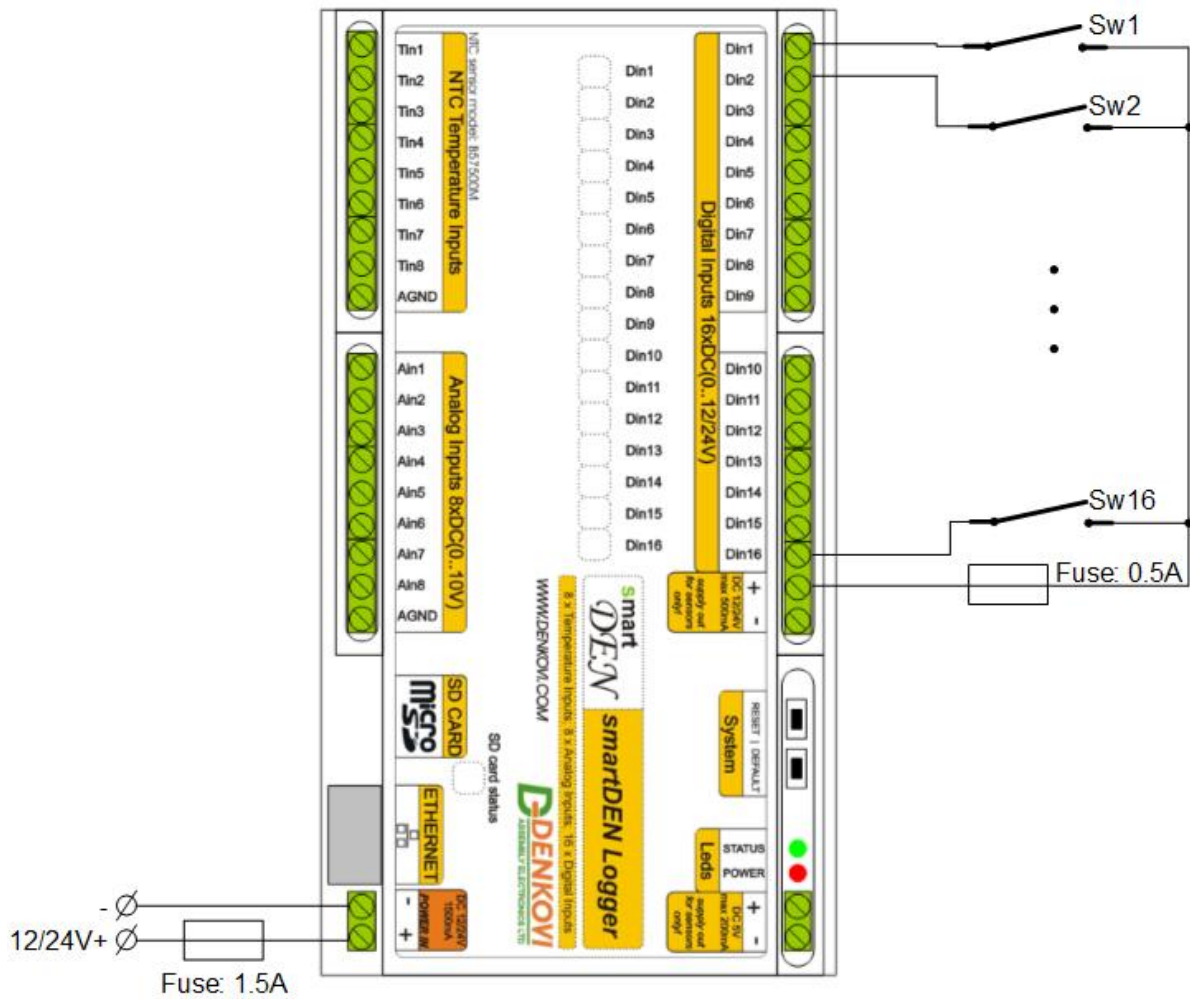 Tin1
Tin2
Tin3
Tin4
Tin5
Tin6
Tin7
Tin8
AGND
NTC Temperature Inputs
NTC sensor model: B57500M
Ain1
Ain2
Ain3
Ain4
Ain5
Ain6
Ain7
Ain8
AGND
Analog Inputs 8xDC(0..10V)
SD CARD
micro
SD
SD card status
ETHERNET
DC 12/24V
1000mA
POWER IN
-
+
-
12/24V+
Fuse: 1.5A
Din1
Din2
Din3
Din4
Din5
Din6
Din7
Din8
Din9
Din10
Din11
Din12
Din13
Din14
Din15
Din16
smart
DEN
smartDEN Logger
8 x Temperature Inputs, 8 x Analog Inputs, 16 x Digital Inputs
WWW.DENKOVI.COM
DENKOVI
ASSEMBLY ELECTRONICS LTD
Digital Inputs 16xDC(0..12/24V)
Din1
Din2
Din3
Din4
Din5
Din6
Din7
Din8
Din9
Din10
Din11
Din12
Din13
Din14
Din15
Din16
+
-
DC 12/24V
max 500mA
supply out
for sensors
only!
RESET | DEFAULT
System
Leds
STATUS
POWER
+
-
DC 5V
max 200mA
supply out
for sensors
only!
Sw1
Sw2
Sw16
Fuse: 0.5A